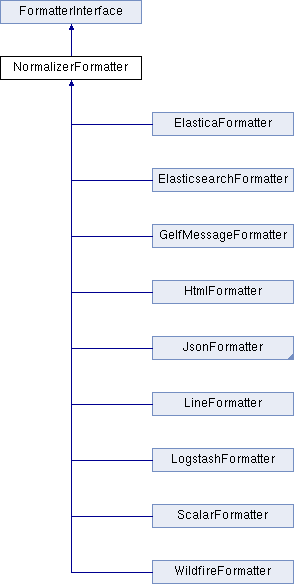 FormatterInterface
NormalizerFormatter
ElasticaFormatter
ElasticsearchFormatter
GelfMessageFormatter
HtmlFormatter
JsonFormatter
LineFormatter
LogstashFormatter
ScalarFormatter
WildfireFormatter